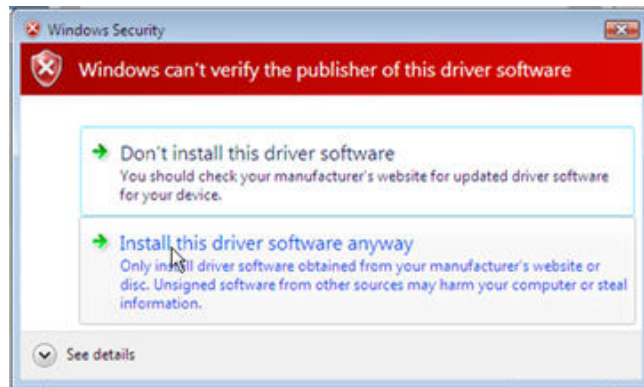 Windows Security
Windows can't verify the publisher of this driver software
Don't install this driver software
You should check your manufacturer's website for updated driver software
for your device.
Install this driver software anyway
Only install driver software obtained from your manufacturer's website or
disc. Unsigned software from other sources may harm your computer or steal
information.
See details